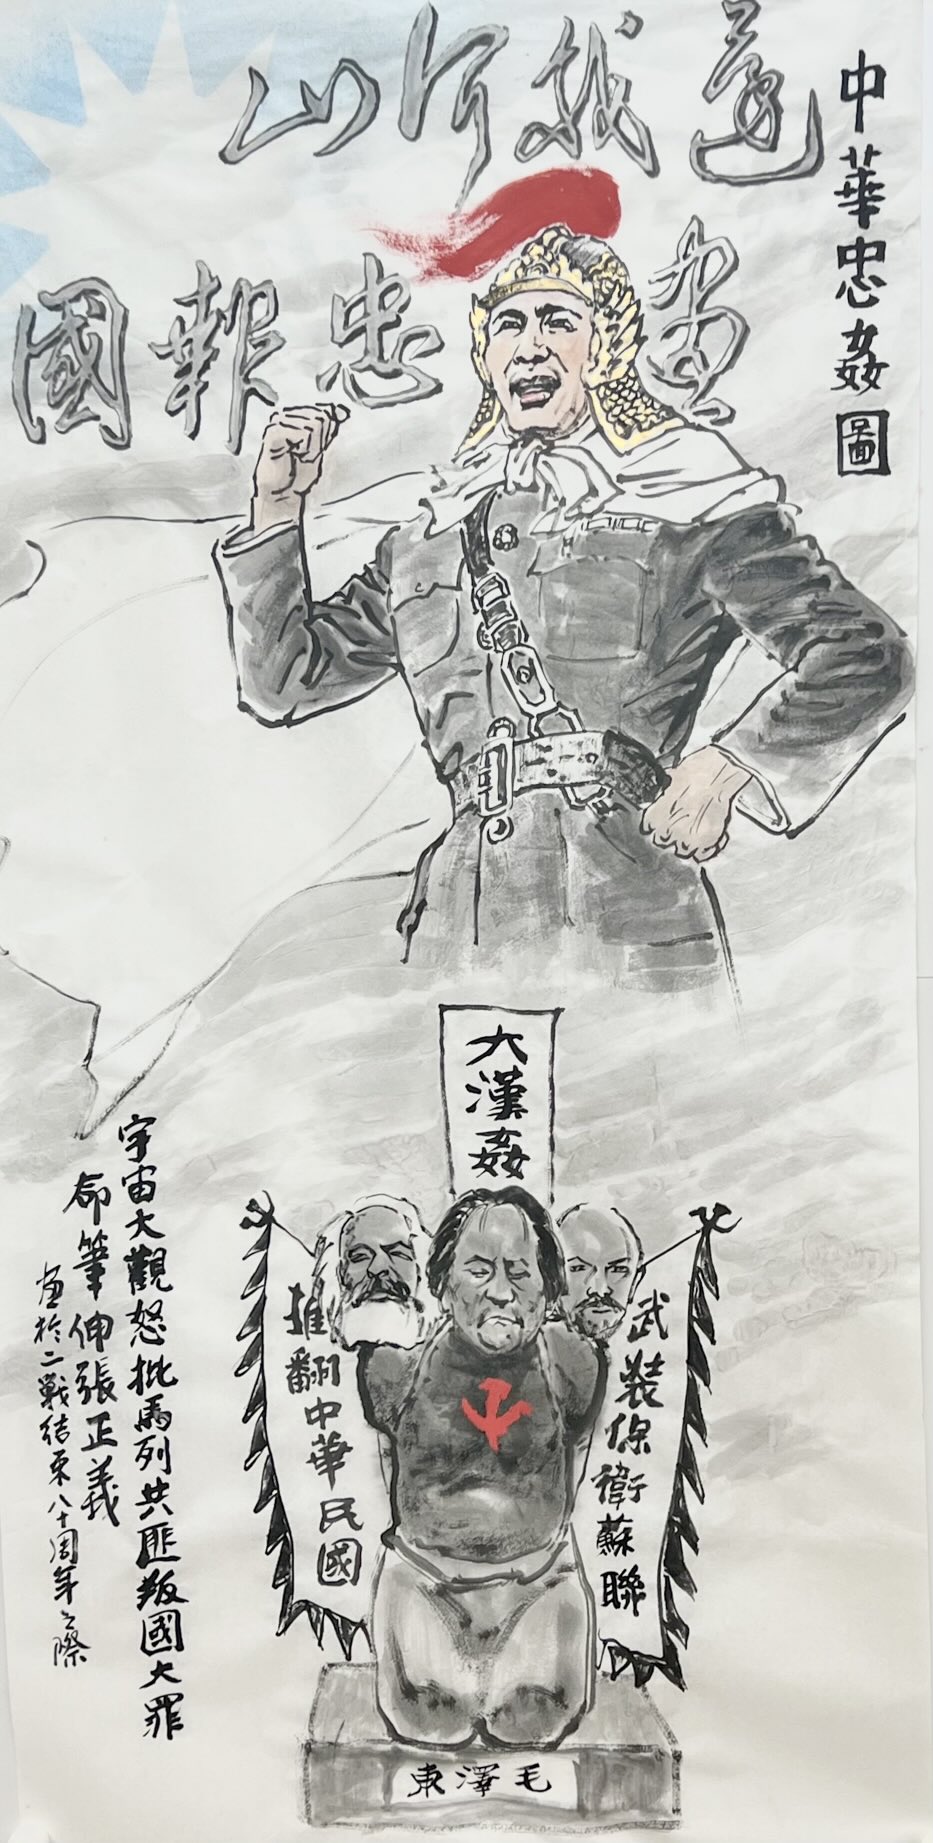 中華忠姦圖
還我河山
盡忠報國
大漢姦
武裝保衛蘇聯
推翻中華民國
毛澤東
宇宙大觀怒批馬列共匪叛國大罪
命筆伸張正義
畫於二戰結束八十周年之際